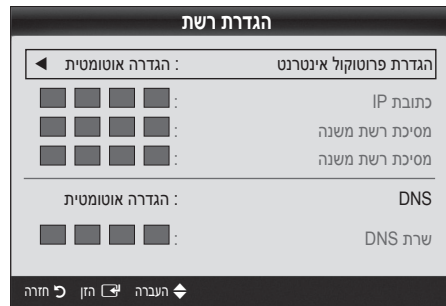 הגדרת רשת
הגדרת פרוטוקול אינטרנט : הגדרה אוטומטית
כתובת IP :
מסיכת רשת משנה :
מסיכת רשת משנה :
DNS : הגדרה אוטומטית
שרת DNS :
העברה הזן חזרה